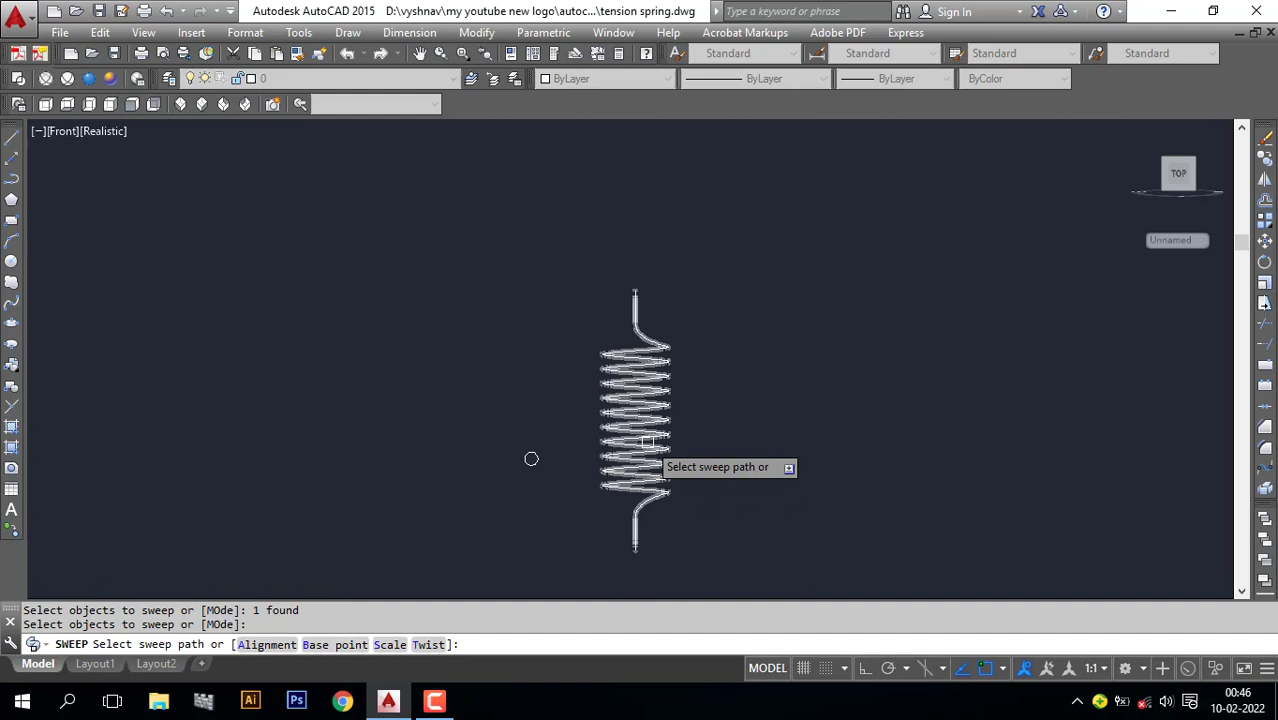 Autodesk AutoCAD 2015 D:\vyshnav\my youtube new logo\autoc...\tension spring.dwg
Type a keyword or phrase
Sign In
File Edit View Insert Format Tools Draw Dimension Modify Parametric Window Help Acrobat Markups Adobe PDF Express
Standard Standard Standard Standard
0 ByLayer ByLayer ByLayer ByColor
[−][Front][Realistic]
TOP
Unnamed
Select sweep path or
Select objects to sweep or [MOde]: 1 found
Select objects to sweep or [MOde]:
SWEEP Select sweep path or [Alignment Base point Scale Twist]:
Model Layout1 Layout2 +
MODEL 1:1
Ai Ps
00:46
10-02-2022